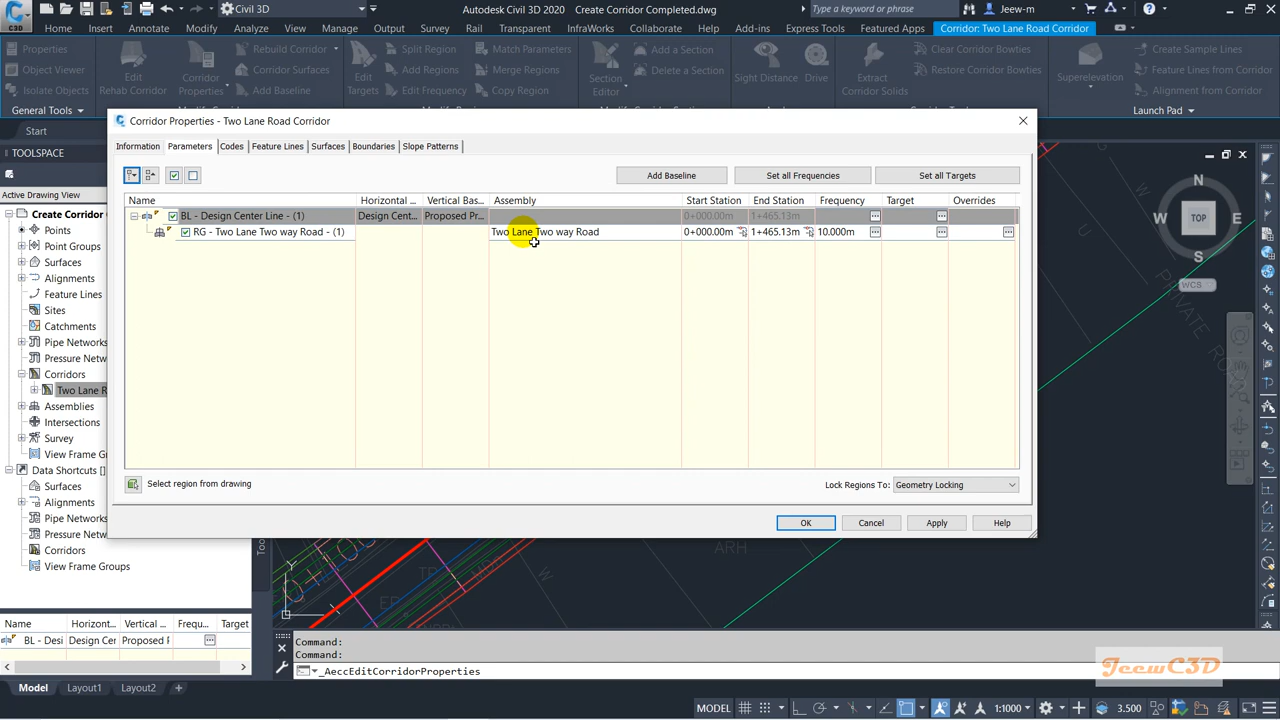 Civil 3D
Autodesk Civil 3D 2020 Create Corridor Completed.dwg
Type a keyword or phrase
Jeew-m
C3D
Home Insert Annotate Modify Analyze View Manage Output Survey Rail Transparent InfraWorks Collaborate Help Add-ins Express Tools Featured Apps Corridor: Two Lane Road Corridor
Properties
Object Viewer
Isolate Objects
General Tools
Edit
Rehab Corridor
Corridor
Properties
Rebuild Corridor
Corridor Surfaces
Add Baseline
Edit
Targets
Split Region
Add Regions
Edit Frequency
Match Parameters
Merge Regions
Copy Region
Section
Editor
Add a Section
Delete a Section
Sight Distance
Drive
Extract
Corridor Solids
Clear Corridor Bowties
Restore Corridor Bowties
Superelevation
Create Sample Lines
Feature Lines from Corridor
Alignment from Corridor
Launch Pad
Start
TOOLSPACE
Active Drawing View
Create Corridor
Points
Point Groups
Surfaces
Alignments
Feature Lines
Sites
Catchments
Pipe Networks
Pressure Netw
Corridors
Two Lane R
Assemblies
Intersections
Survey
View Frame G
Data Shortcuts []
Surfaces
Alignments
Pipe Networks
Pressure Netw
Corridors
View Frame Groups
Name Horizont... Vertical ... Frequ... Target
BL - Desi Design Cer Proposed F
Corridor Properties - Two Lane Road Corridor
Information Parameters Codes Feature Lines Surfaces Boundaries Slope Patterns
Add Baseline Set all Frequencies Set all Targets
Name Horizontal ... Vertical Bas... Assembly Start Station End Station Frequency Target Overrides
BL - Design Center Line - (1) Design Cent... Proposed Pr... 0+000.00m 1+465.13m
RG - Two Lane Two way Road - (1) Two Lane Two way Road 0+000.00m 1+465.13m 10.000m
Select region from drawing
Lock Regions To: Geometry Locking
OK Cancel Apply Help
N
W TOP E
S
WCS
PRIVATE RO
U
W
ARH
W
Y
Command:
Command:
_AeccEditCorridorProperties
JeewC3D
Model Layout1 Layout2 +
MODEL 1:1000 3.500